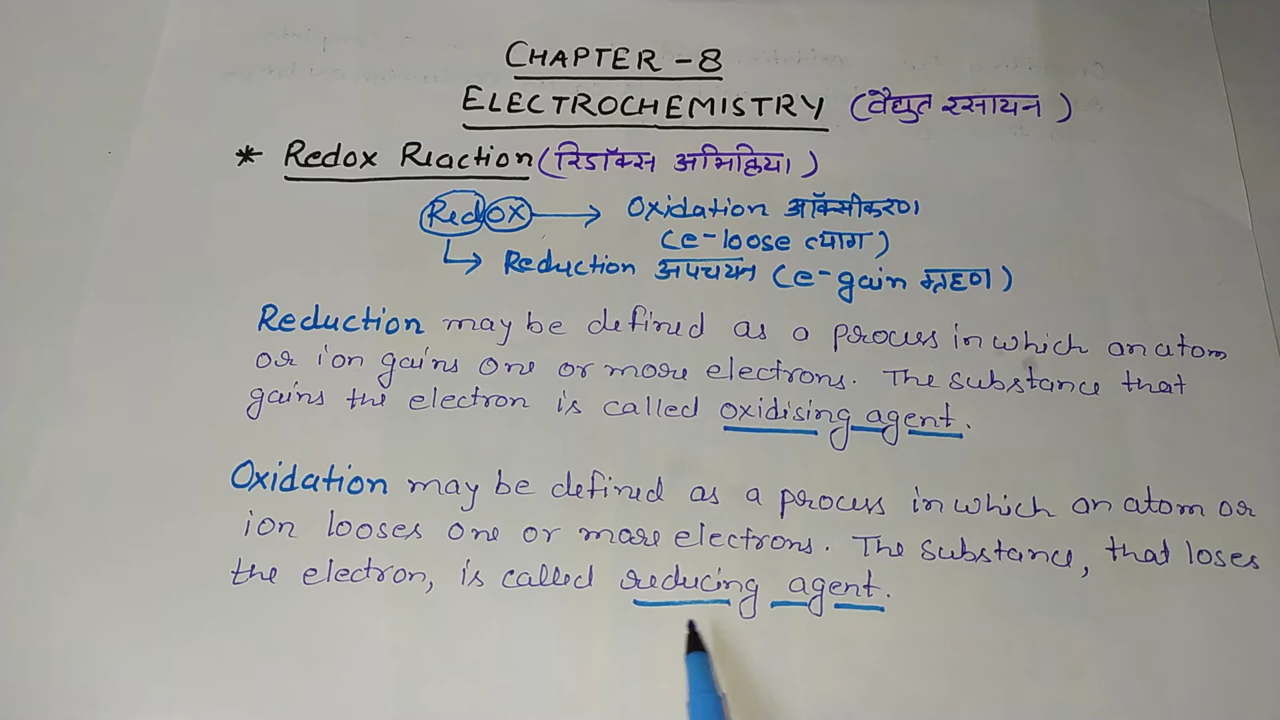 CHAPTER - 8
ELECTROCHEMISTRY (वैद्युत रसायन)
* Redox Reaction (रिडॉक्स अभिक्रिया)
Redox → Oxidation ऑक्सीकरण
(e- loose त्याग)
Reduction अपचयन (e- gain ग्रहण)
Reduction may be defined as a process in which an atom
or ion gains one or more electrons. The substance that
gains the electron is called oxidising agent.
Oxidation may be defined as a process in which an atom or
ion looses one or more electrons. The substance, that loses
the electron, is called reducing agent.